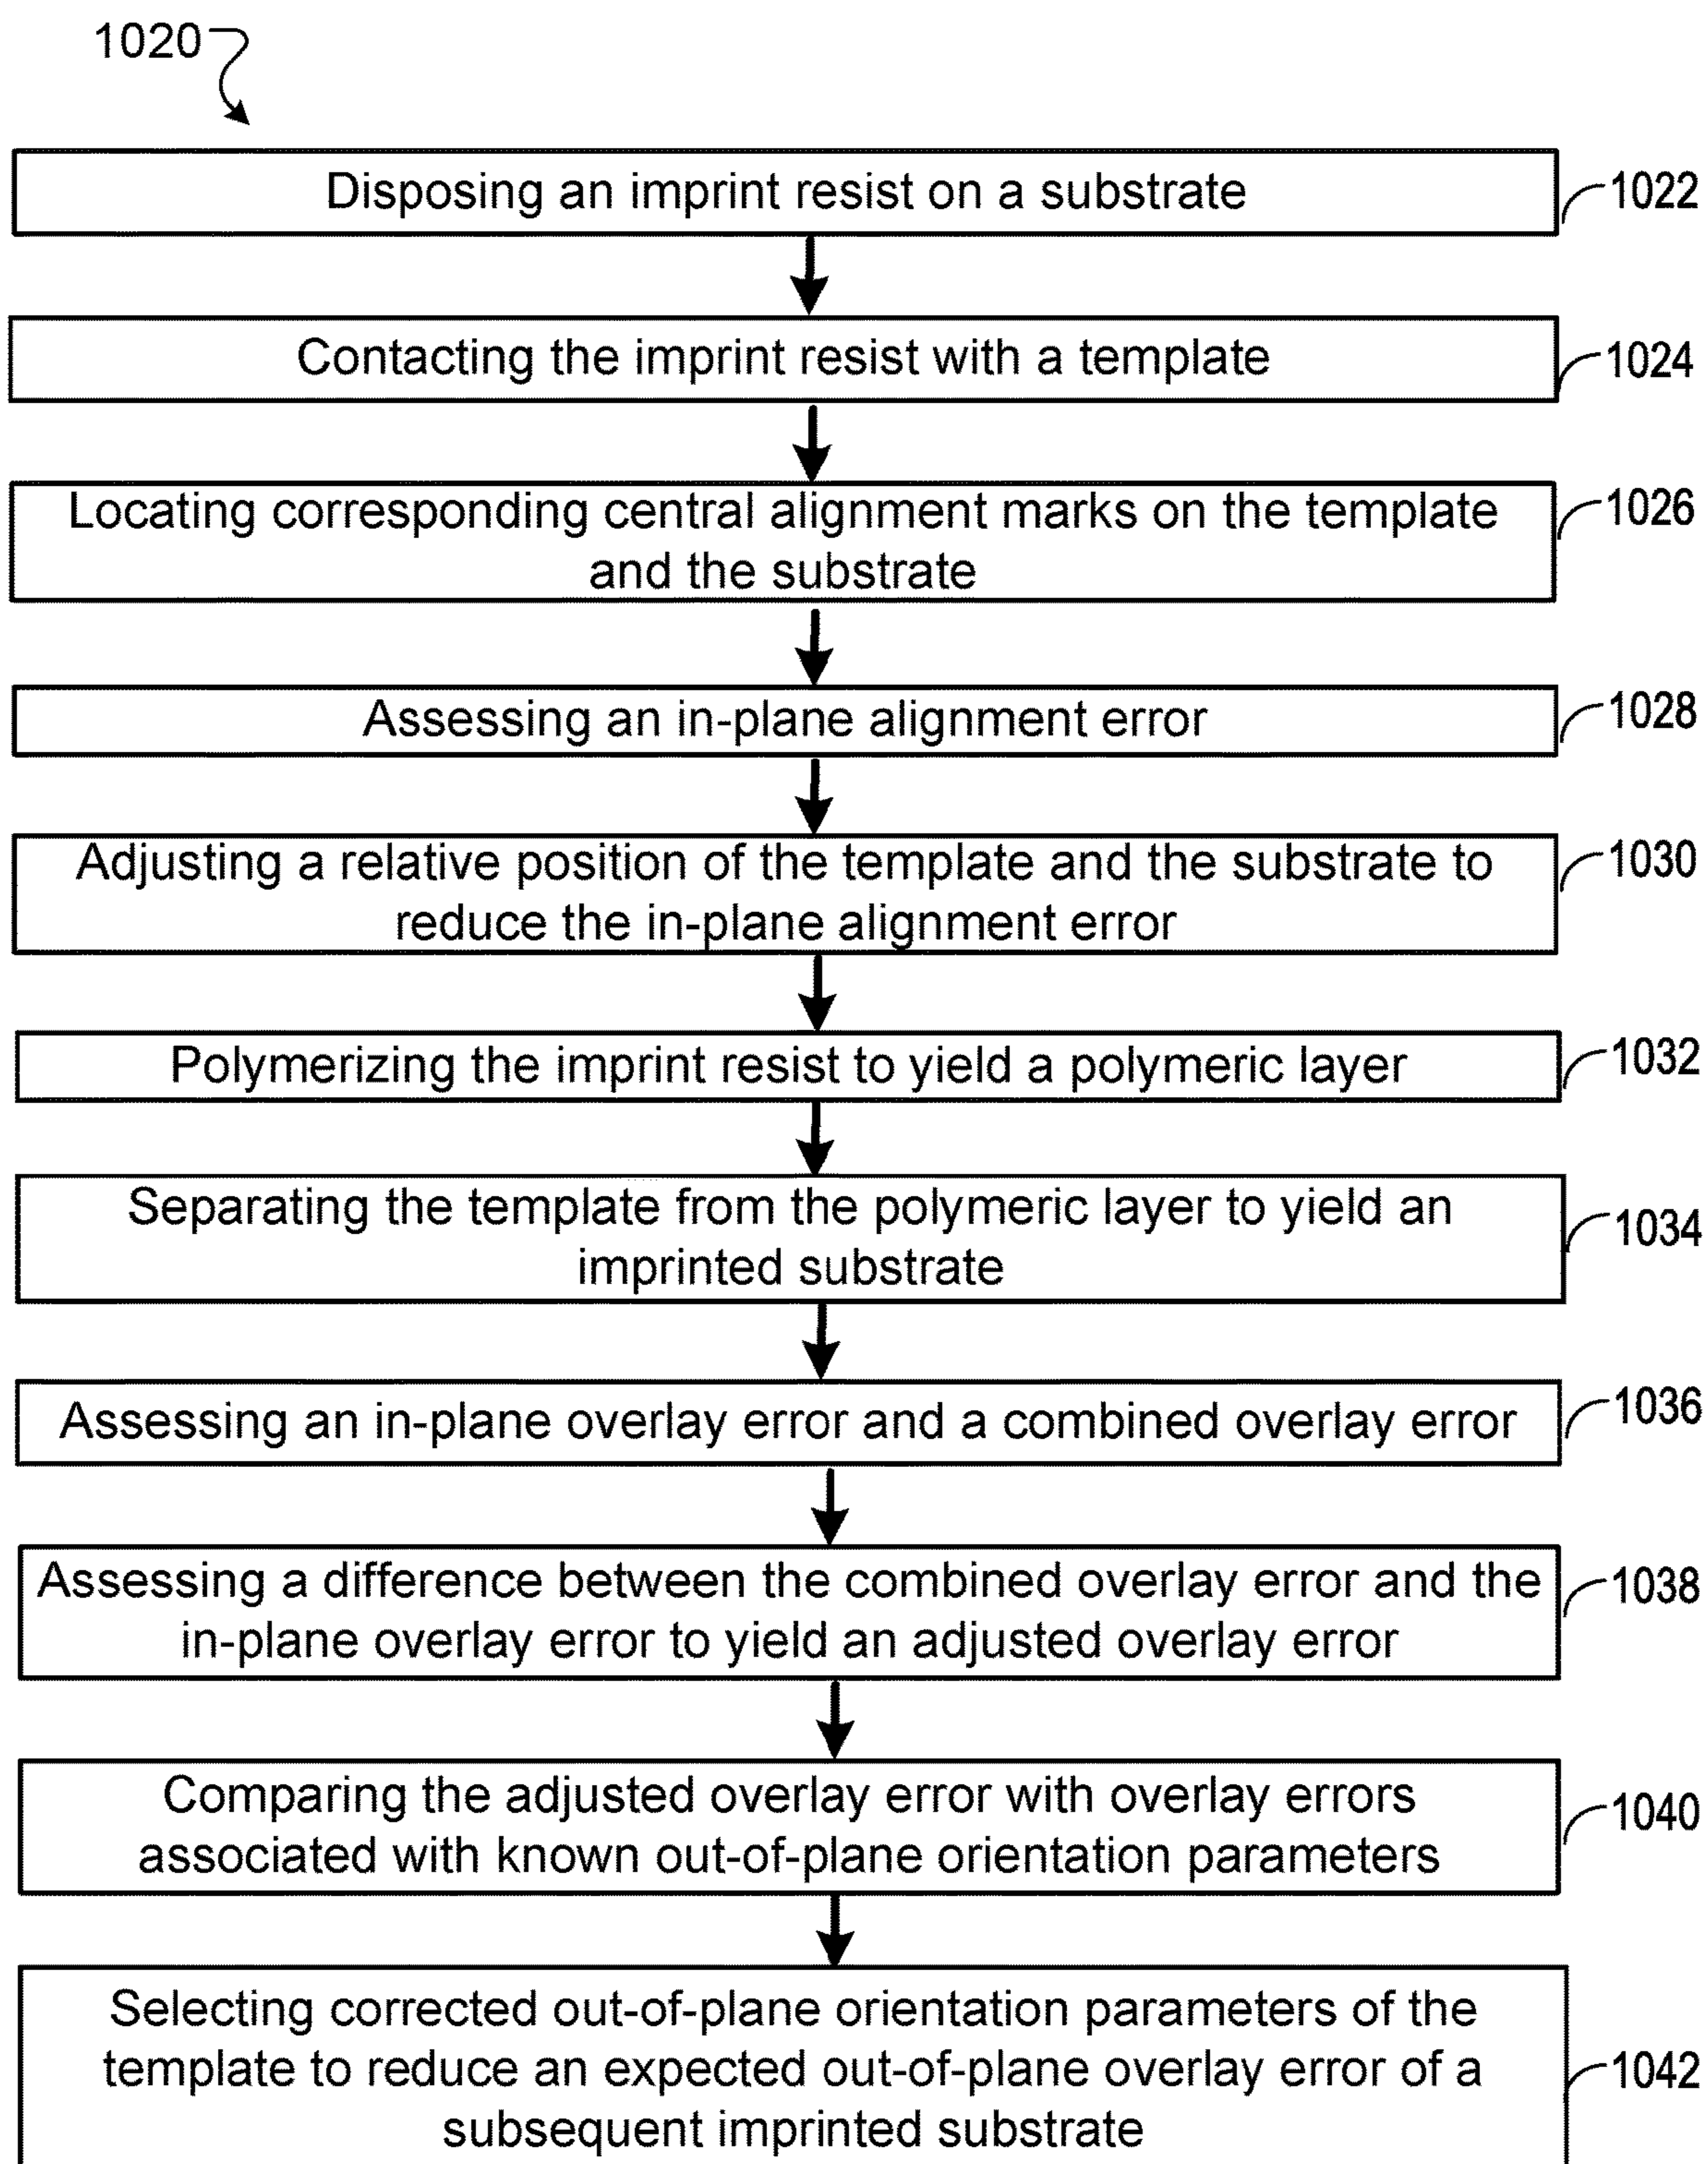 1020
Disposing an imprint resist on a substrate
1022
Contacting the imprint resist with a template
1024
Locating corresponding central alignment marks on the template
and the substrate
1026
Assessing an in-plane alignment error
1028
Adjusting a relative position of the template and the substrate to
reduce the in-plane alignment error
1030
Polymerizing the imprint resist to yield a polymeric layer
1032
Separating the template from the polymeric layer to yield an
imprinted substrate
1034
Assessing an in-plane overlay error and a combined overlay error
1036
Assessing a difference between the combined overlay error and the
in-plane overlay error to yield an adjusted overlay error
1038
Comparing the adjusted overlay error with overlay errors
associated with known out-of-plane orientation parameters
1040
Selecting corrected out-of-plane orientation parameters of the
template to reduce an expected out-of-plane overlay error of a
subsequent imprinted substrate
1042